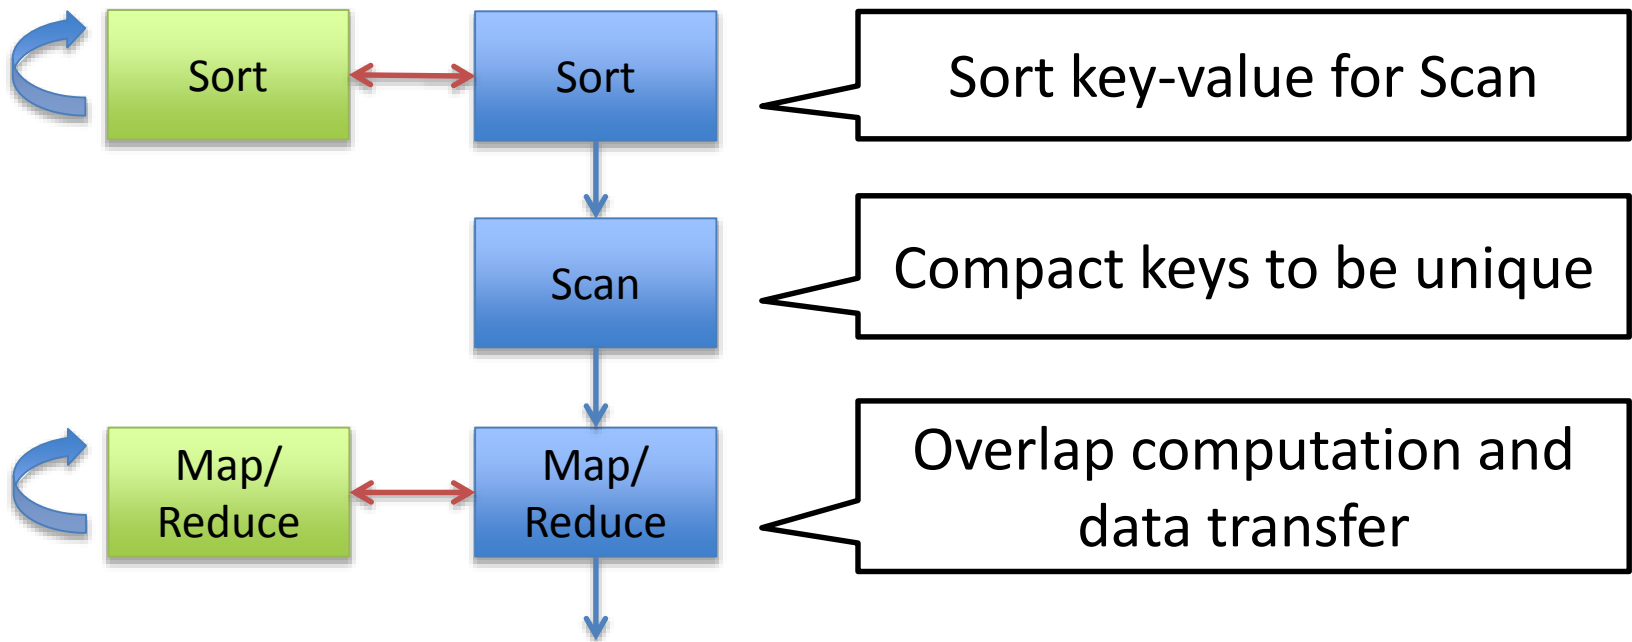 Sort
Sort
Sort key-value for Scan
Scan
Compact keys to be unique
Map/
Reduce
Map/
Reduce
Overlap computation and
data transfer